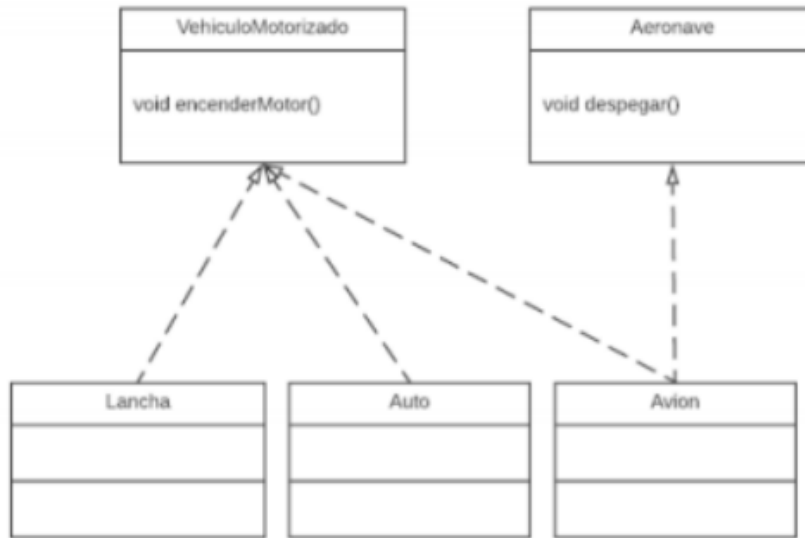 VehiculoMotorizado
void encenderMotor()
Aeronave
void despegar()
Lancha
Auto
Avion